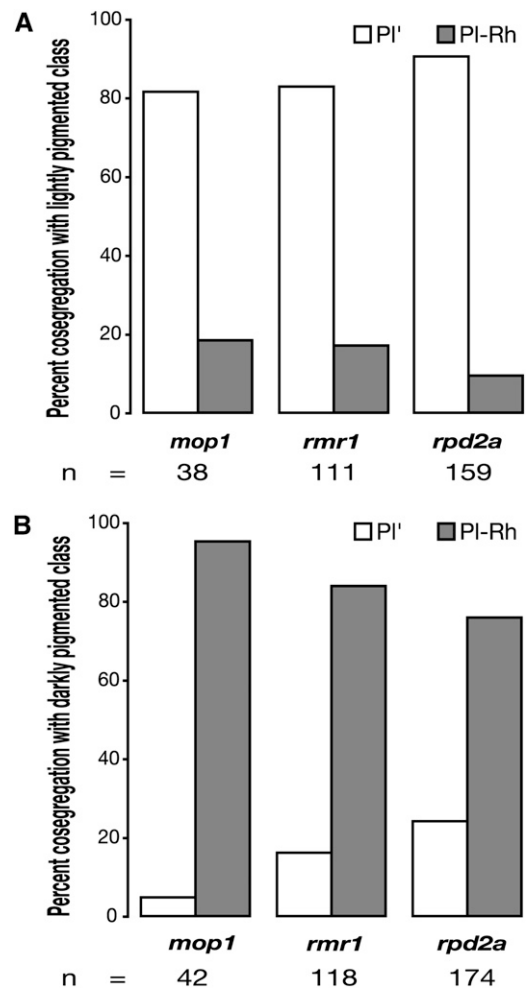 A
Pl' Pl-Rh
Percent cosegregation with lightly pigmented class
100
80
60
40
20
0
mop1 rmr1 rpd2a
n = 38 111 159
B
Pl' Pl-Rh
Percent cosegregation with darkly pigmented class
100
80
60
40
20
0
mop1 rmr1 rpd2a
n = 42 118 174